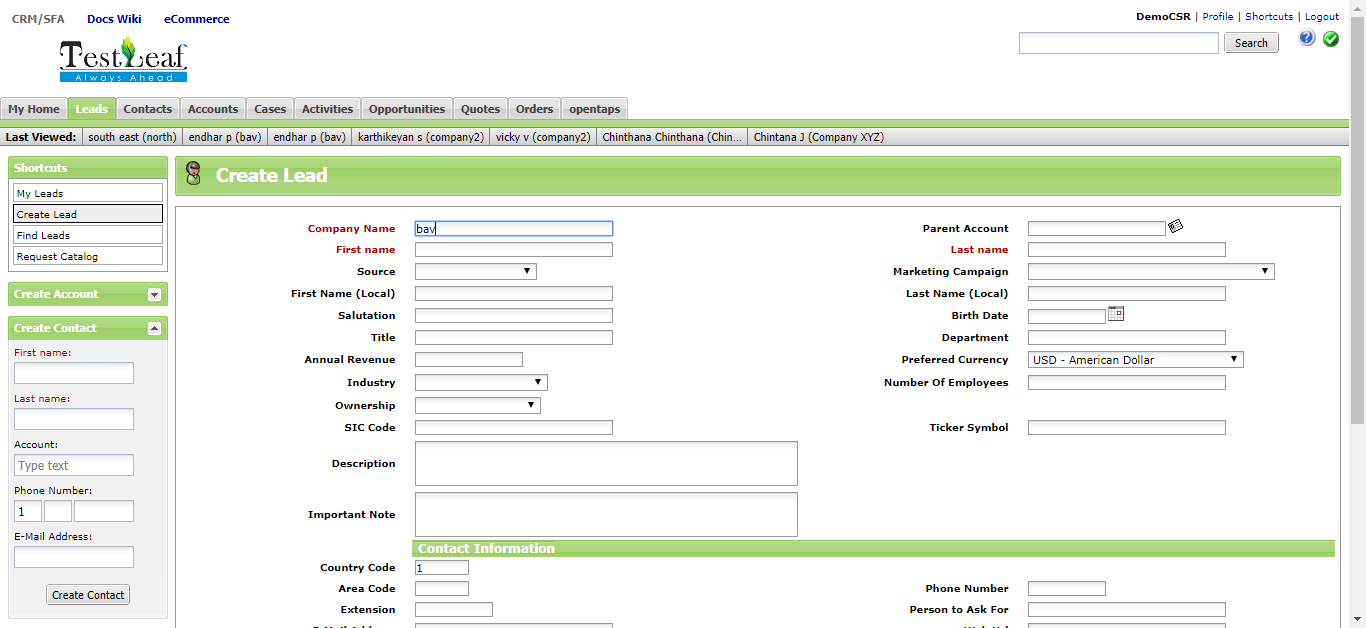 CRM/SFA Docs Wiki eCommerce
DemoCSR | Profile | Shortcuts | Logout
TestLeaf
Always Ahead
Search
My Home Leads Contacts Accounts Cases Activities Opportunities Quotes Orders opentaps
Last Viewed: south east (north) endhar p (bav) endhar p (bav) karthikeyan s (company2) vicky v (company2) Chinthana Chinthana (Chin... Chintana J (Company XYZ)
Shortcuts
My Leads
Create Lead
Find Leads
Request Catalog
Create Account
Create Contact
First name:
Last name:
Account:
Type text
Phone Number:
1
E-Mail Address:
Create Contact
Create Lead
Company Name bav Parent Account
First name Last name
Source Marketing Campaign
First Name (Local) Last Name (Local)
Salutation Birth Date
Title Department
Annual Revenue Preferred Currency USD - American Dollar
Industry Number Of Employees
Ownership
SIC Code Ticker Symbol
Description
Important Note
Contact Information
Country Code 1
Area Code Phone Number
Extension Person to Ask For